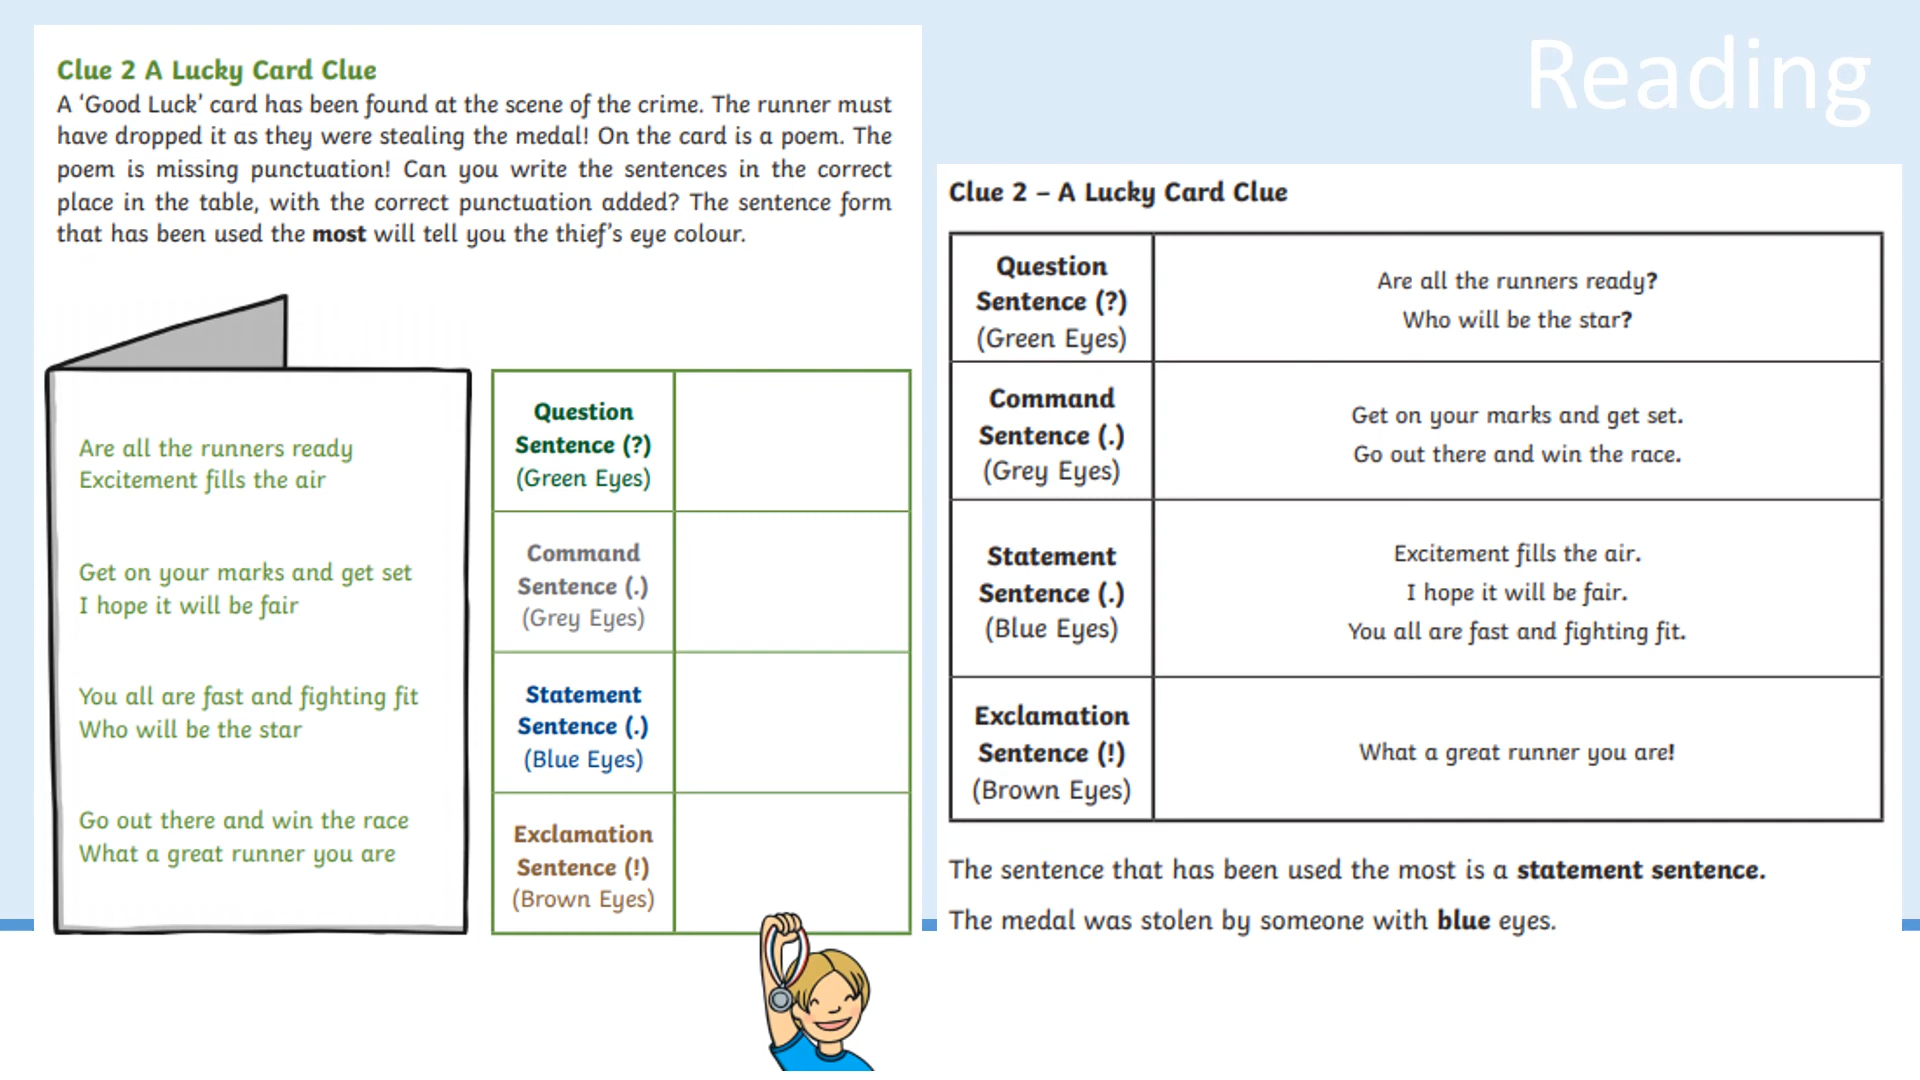 Reading
Clue 2 A Lucky Card Clue
A ‘Good Luck’ card has been found at the scene of the crime. The runner must
have dropped it as they were stealing the medal! On the card is a poem. The
poem is missing punctuation! Can you write the sentences in the correct
place in the table, with the correct punctuation added? The sentence form
that has been used the most will tell you the thief’s eye colour.
Are all the runners ready
Excitement fills the air
Get on your marks and get set
I hope it will be fair
You all are fast and fighting fit
Who will be the star
Go out there and win the race
What a great runner you are
Question
Sentence (?)
(Green Eyes)
Command
Sentence (.)
(Grey Eyes)
Statement
Sentence (.)
(Blue Eyes)
Exclamation
Sentence (!)
(Brown Eyes)
Clue 2 – A Lucky Card Clue
Question
Sentence (?)
(Green Eyes)
Are all the runners ready?
Who will be the star?
Command
Sentence (.)
(Grey Eyes)
Get on your marks and get set.
Go out there and win the race.
Statement
Sentence (.)
(Blue Eyes)
Excitement fills the air.
I hope it will be fair.
You all are fast and fighting fit.
Exclamation
Sentence (!)
(Brown Eyes)
What a great runner you are!
The sentence that has been used the most is a statement sentence.
The medal was stolen by someone with blue eyes.